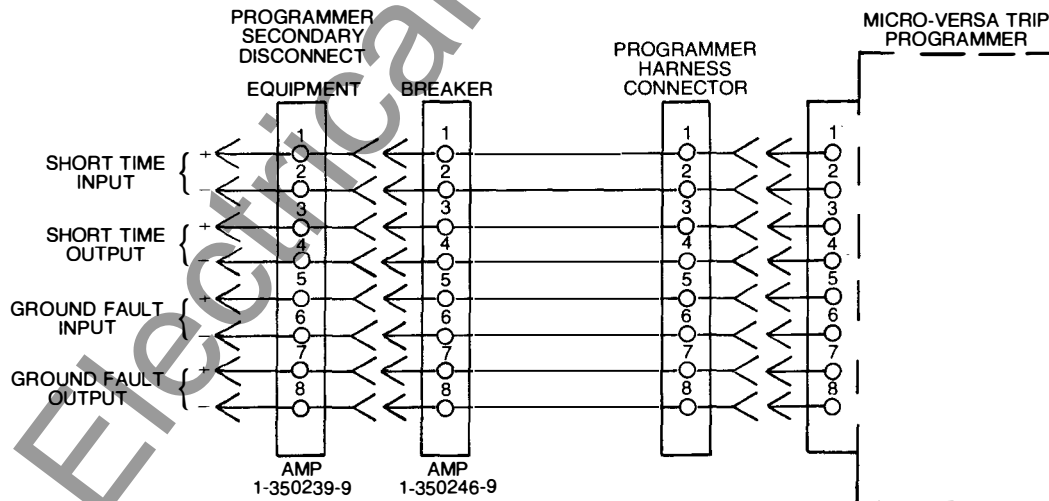 PROGRAMMER
SECONDARY
DISCONNECT
EQUIPMENT
BREAKER
PROGRAMMER
HARNESS
CONNECTOR
MICRO-VERSA TRIP
PROGRAMMER
SHORT TIME
INPUT
+
−
SHORT TIME
OUTPUT
+
−
GROUND FAULT
INPUT
+
−
GROUND FAULT
OUTPUT
+
−
1 1 1 1
2 2 2 2
3 3 3 3
4 4 4 4
5 5 5 5
6 6 6 6
7 7 7 7
8 8 8 8
AMP
1-350239-9
AMP
1-350246-9
Electrical